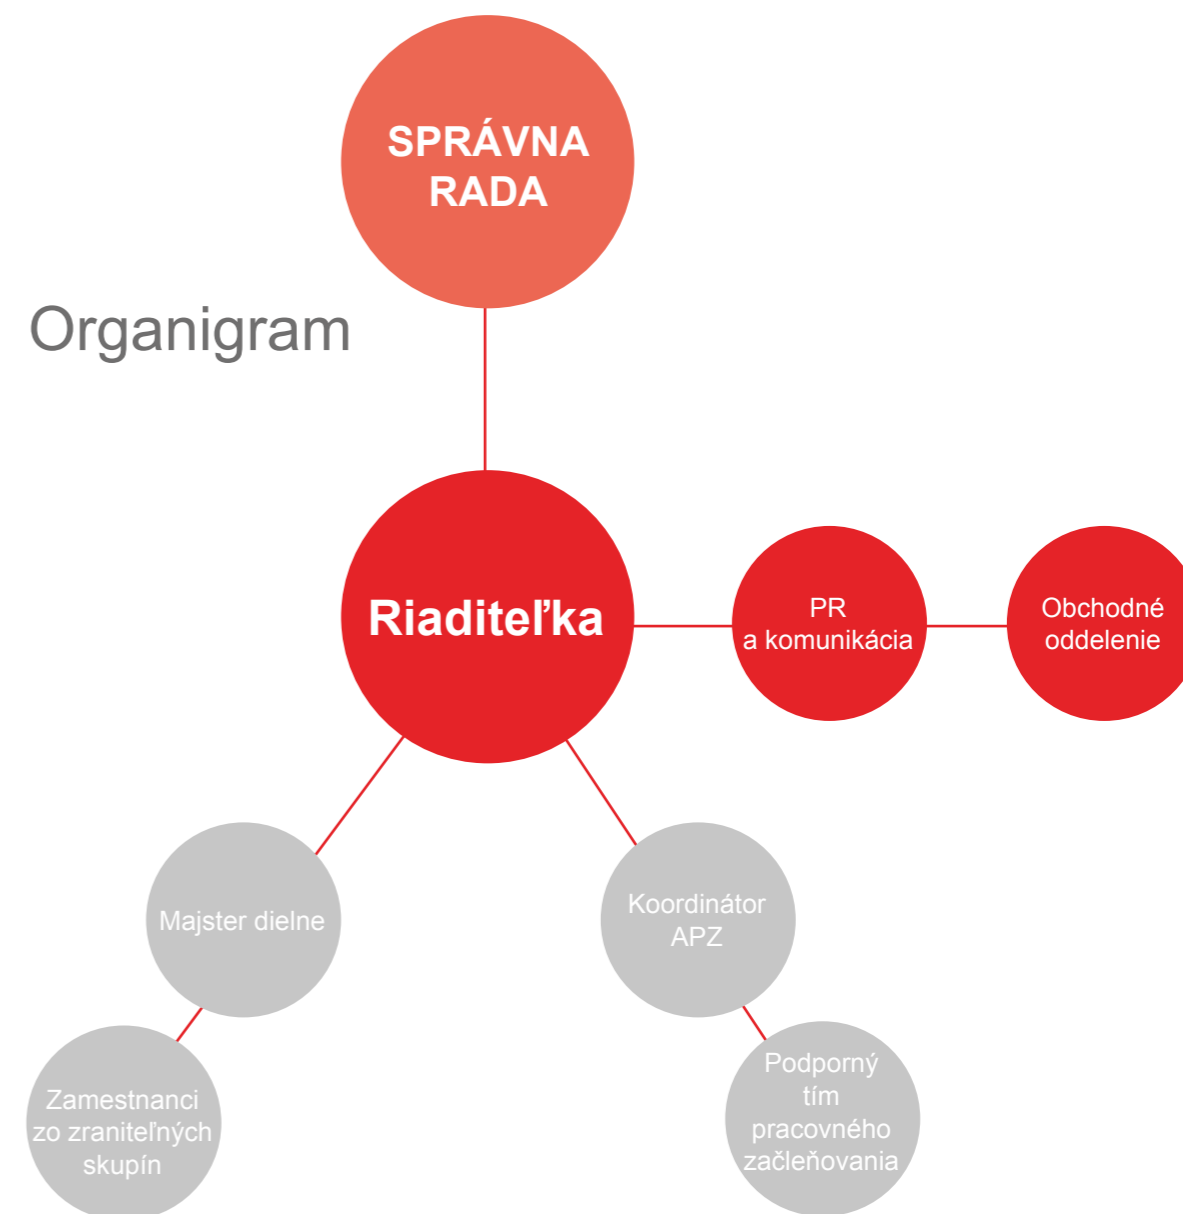 SPRÁVNA
RADA
Organigram
Riaditeľka
PR
a komunikácia
Obchodné
oddelenie
Majster dielne
Koordinátor
APZ
Zamestnanci
zo zraniteľných
skupín
Podporný
tím
pracovného
začleňovania